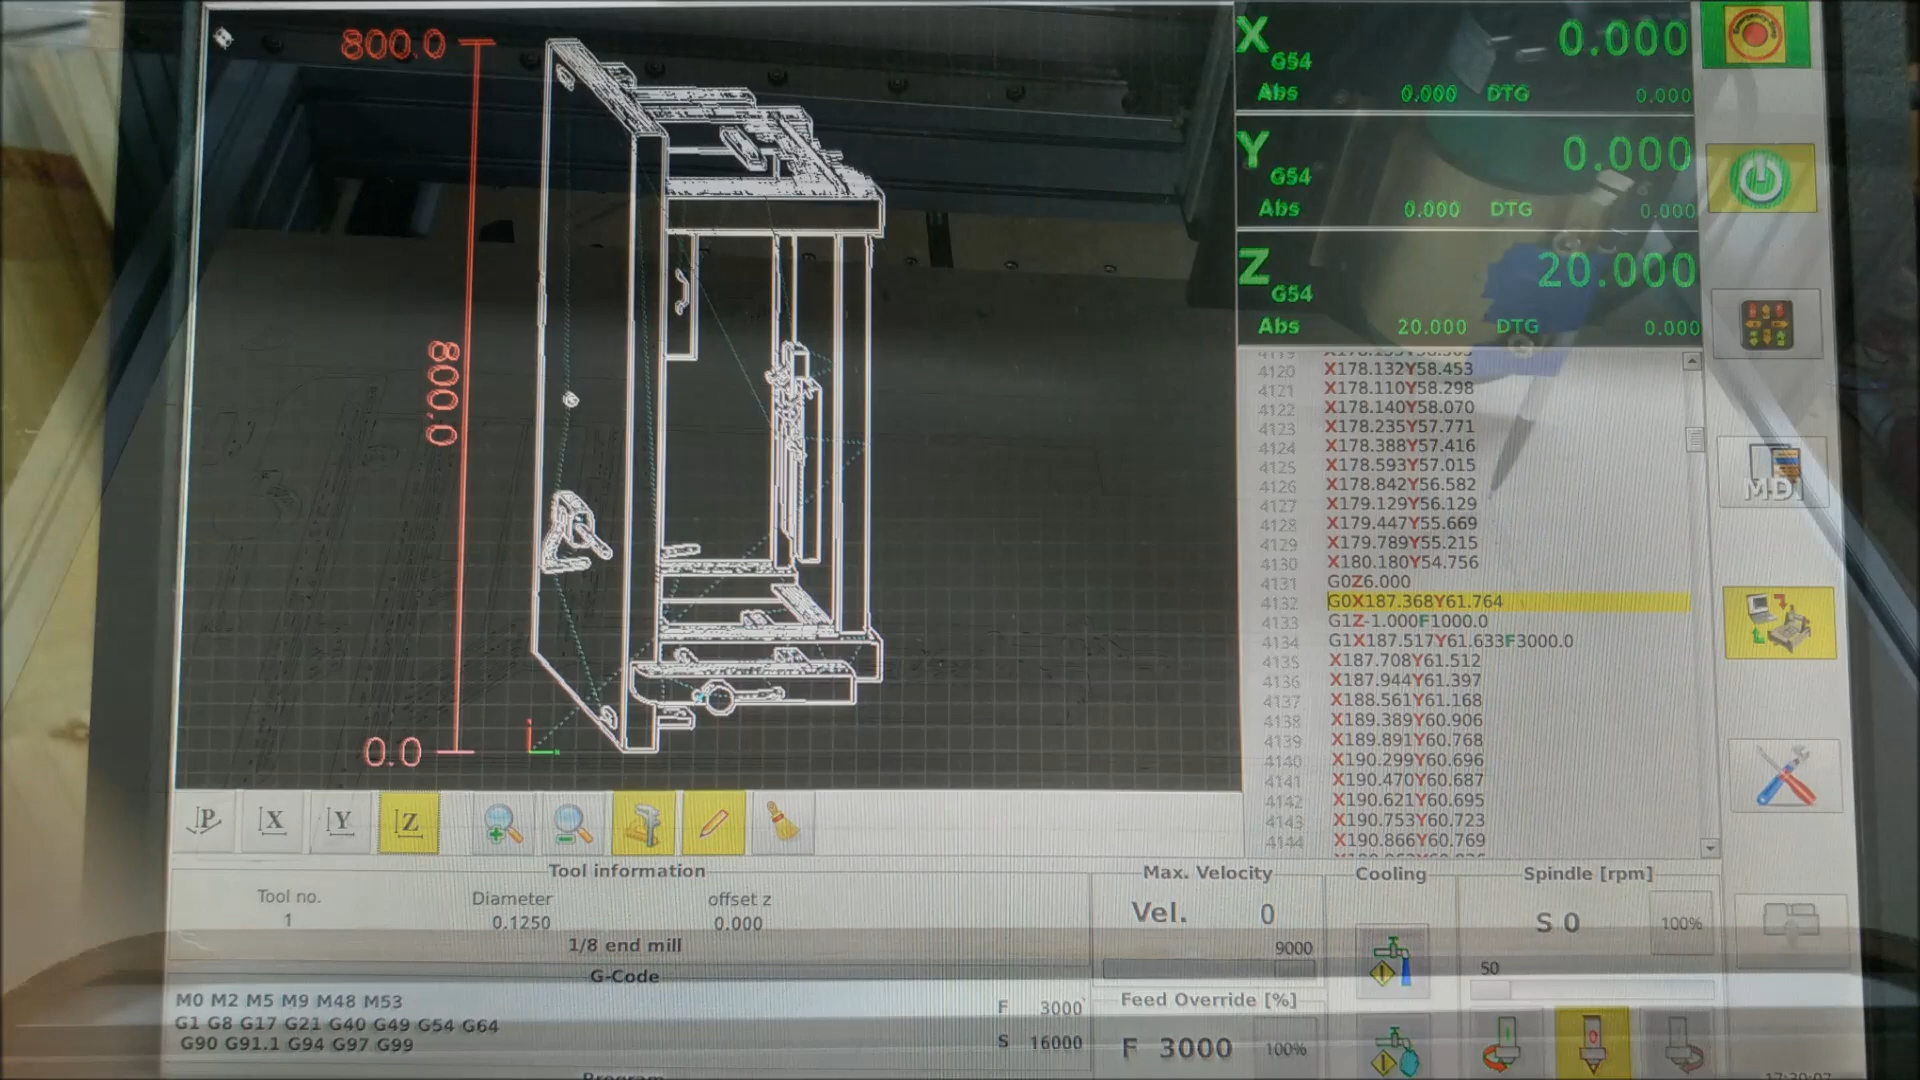 800.0
800.0
0.0
X G54 0.000
Abs 0.000 DTG 0.000
Y G54 0.000
Abs 0.000 DTG 0.000
Z G54 20.000
Abs 20.000 DTG 0.000
4120 X178.132Y58.453
4121 X178.110Y58.298
4122 X178.140Y58.070
4123 X178.235Y57.771
4124 X178.388Y57.416
4125 X178.593Y57.015
4126 X178.842Y56.582
4127 X179.129Y56.129
4128 X179.447Y55.669
4129 X179.789Y55.215
4130 X180.180Y54.756
4131 G0Z6.000
4132 G0X187.368Y61.764
4133 G1Z-1.000F1000.0
4134 G1X187.517Y61.633F3000.0
4135 X187.708Y61.512
4136 X187.944Y61.397
4137 X188.561Y61.168
4138 X189.389Y60.906
4139 X189.891Y60.768
4140 X190.299Y60.696
4141 X190.470Y60.687
4142 X190.621Y60.695
4143 X190.753Y60.723
4144 X190.866Y60.769
MDI
P X Y Z
Tool information
Tool no. Diameter offset z
1 0.1250 0.000
1/8 end mill
G-Code
M0 M2 M5 M9 M48 M53
G1 G8 G17 G21 G40 G49 G54 G64
G90 G91.1 G94 G97 G99
F 3000
S 16000
Max. Velocity
Vel. 0
9000
Feed Override [%]
F 3000 100%
Cooling
Spindle [rpm]
S 0 100%
50
Program